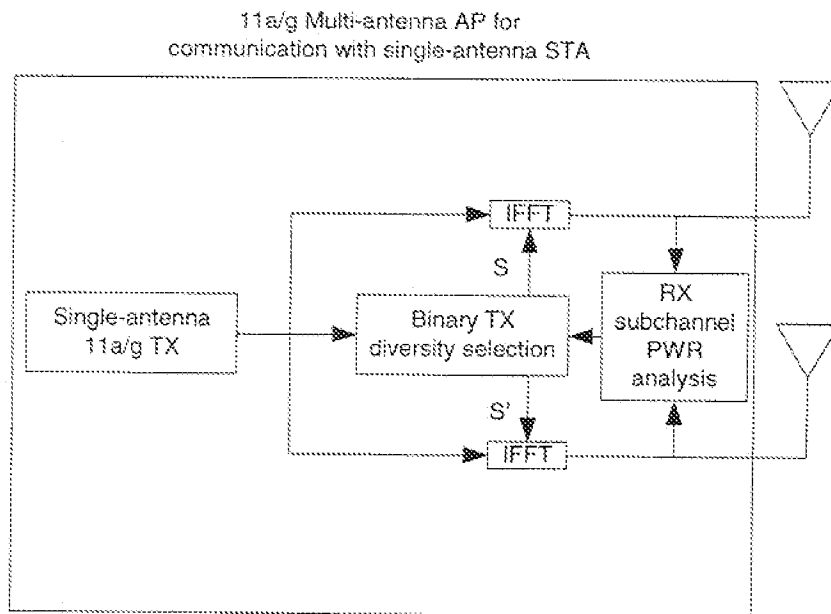 11a/g Multi-antenna AP for
communication with single-antenna STA
IFFT
S
Single-antenna
11a/g TX
Binary TX
diversity selection
RX
subchannel
PWR
analysis
S'
IFFT